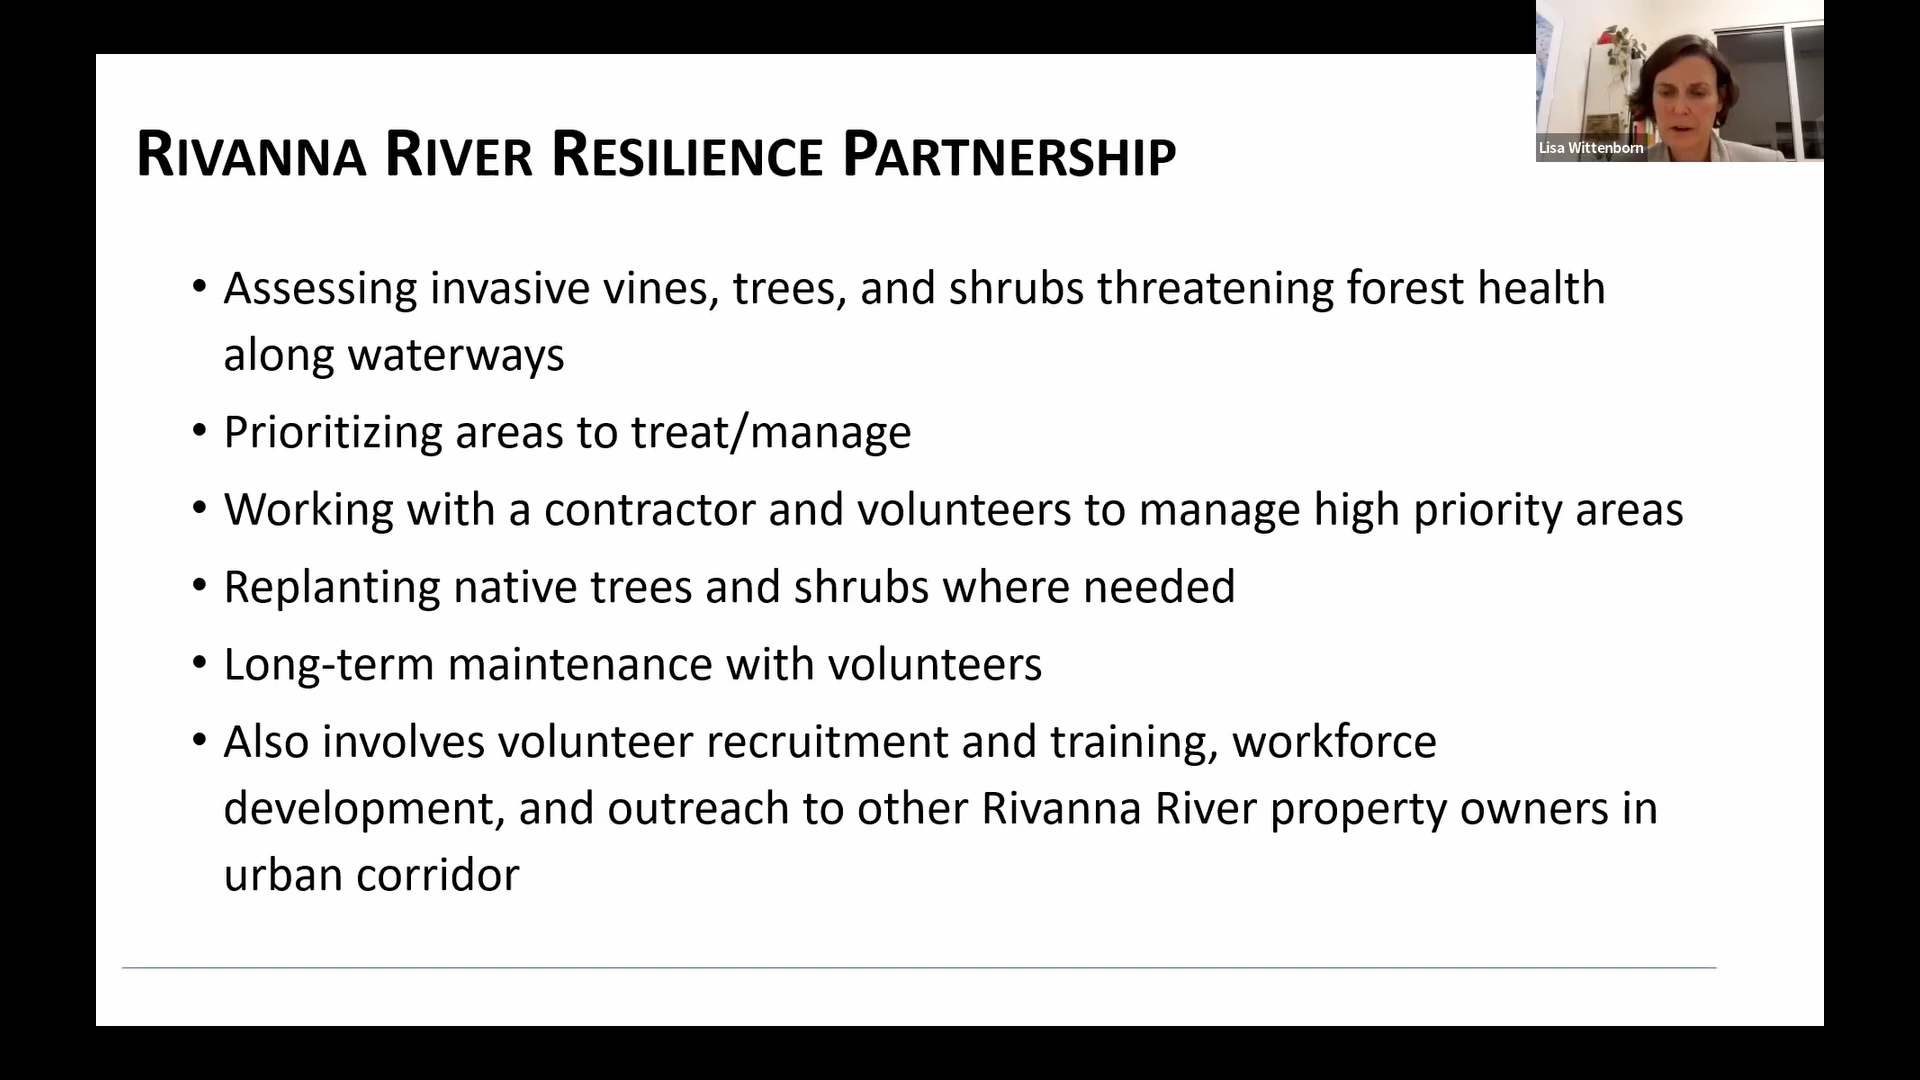 RIVANNA RIVER RESILIENCE PARTNERSHIP
Lisa Wittenborn
• Assessing invasive vines, trees, and shrubs threatening forest health
along waterways
• Prioritizing areas to treat/manage
• Working with a contractor and volunteers to manage high priority areas
• Replanting native trees and shrubs where needed
• Long-term maintenance with volunteers
• Also involves volunteer recruitment and training, workforce
development, and outreach to other Rivanna River property owners in
urban corridor